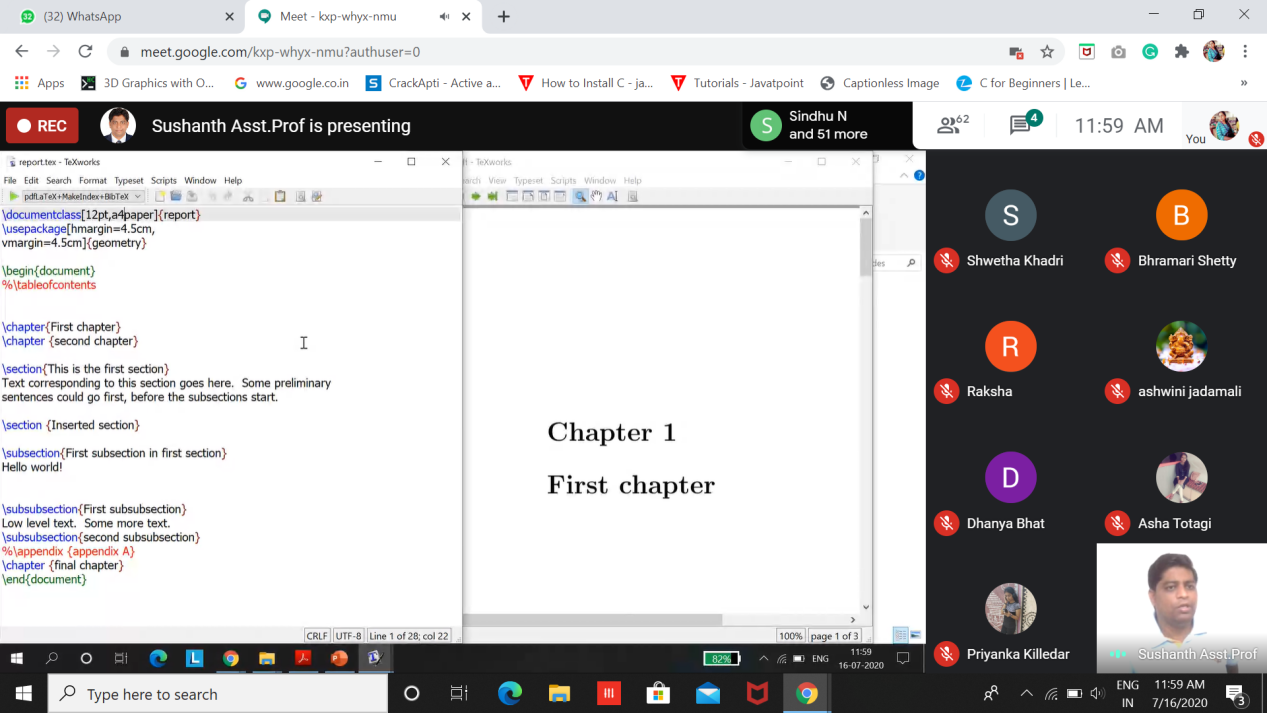 (32) WhatsApp
Meet - kxp-whyx-nmu
meet.google.com/kxp-whyx-nmu?authuser=0
Apps
3D Graphics with O...
www.google.co.in
CrackApti - Active a...
How to Install C - ja...
Tutorials - Javatpoint
Captionless Image
C for Beginners | Le...
REC
Sushanth Asst.Prof is presenting
S
Sindhu N
and 51 more
62
4
11:59 AM
You
report.tex - TeXworks
File Edit Search Format Typeset Scripts Window Help
pdfLaTeX+MakeIndex+BibTeX
\documentclass[12pt,a4paper]{report}
\usepackage[hmargin=4.5cm,
vmargin=4.5cm]{geometry}
\begin{document}
%\tableofcontents
\chapter{First chapter}
\chapter {second chapter}
\section{This is the first section}
Text corresponding to this section goes here.  Some preliminary
sentences could go first, before the subsections start.
\section {Inserted section}
\subsection{First subsection in first section}
Hello world!
\subsubsection{First subsubsection}
Low level text.  Some more text.
\subsubsection{second subsubsection}
%\appendix {appendix A}
\chapter {final chapter}
\end{document}
CRLF UTF-8 Line 1 of 28; col 22
- TeXworks
View Typeset Scripts Window Help
Chapter 1
First chapter
100% page 1 of 3
S
Shwetha Khadri
B
Bhramari Shetty
R
Raksha
ashwini jadamali
D
Dhanya Bhat
Asha Totagi
Priyanka Killedar
Sushanth Asst.Prof
82%
ENG
11:59
16-07-2020
Type here to search
ENG
IN
11:59 AM
7/16/2020
3